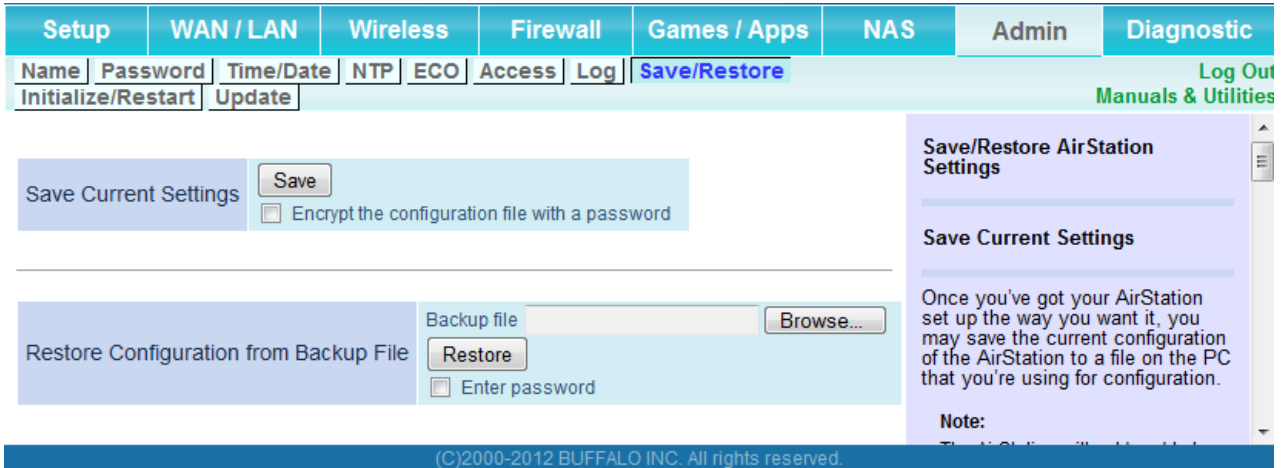 Setup WAN / LAN Wireless Firewall Games / Apps NAS Admin Diagnostic
Name Password Time/Date NTP ECO Access Log Save/Restore
Initialize/Restart Update
Log Out
Manuals & Utilities
Save Current Settings
Save
Encrypt the configuration file with a password
Restore Configuration from Backup File
Backup file Browse...
Restore
Enter password
Save/Restore AirStation
Settings
Save Current Settings
Once you've got your AirStation
set up the way you want it, you
may save the current configuration
of the AirStation to a file on the PC
that you're using for configuration.
Note:
(C)2000-2012 BUFFALO INC. All rights reserved.